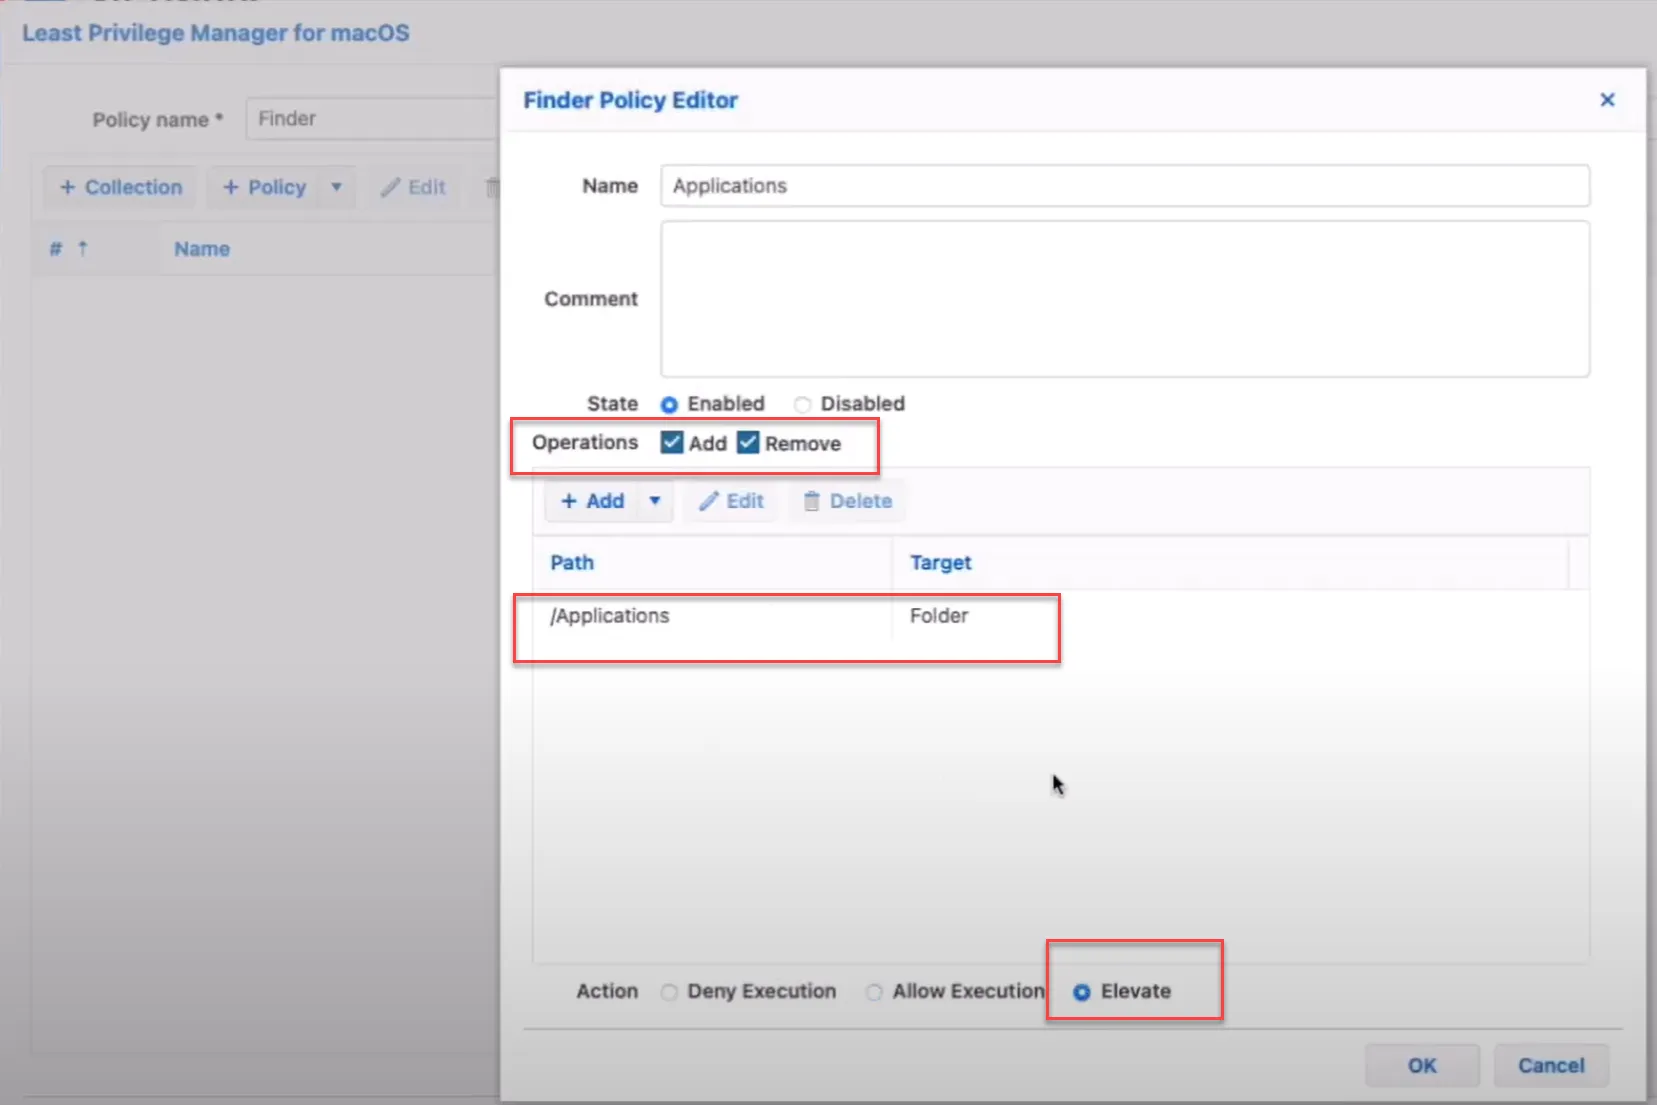 Least Privilege Manager for macOS
Policy name * Finder
+ Collection + Policy Edit
# ↑ Name
Finder Policy Editor
Name Applications
Comment
State Enabled Disabled
Operations Add Remove
+ Add Edit Delete
Path Target
/Applications Folder
Action Deny Execution Allow Execution Elevate
OK Cancel